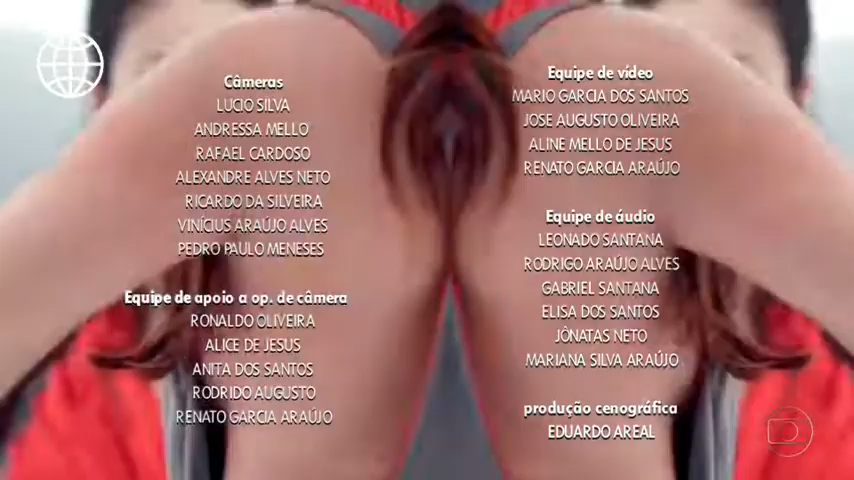 Câmeras
LUCIO SILVA
ANDRESSA MELLO
RAFAEL CARDOSO
ALEXANDRE ALVES NETO
RICARDO DA SILVEIRA
VINÍCIUS ARAÚJO ALVES
PEDRO PAULO MENESES
Equipe de apoio a op. de câmera
RONALDO OLIVEIRA
ALICE DE JESUS
ANITA DOS SANTOS
RODRIDO AUGUSTO
RENATO GARCIA ARAÚJO
Equipe de vídeo
MARIO GARCIA DOS SANTOS
JOSE AUGUSTO OLIVEIRA
ALINE MELLO DE JESUS
RENATO GARCIA ARAÚJO
Equipe de áudio
LEONADO SANTANA
RODRIGO ARAÚJO ALVES
GABRIEL SANTANA
ELISA DOS SANTOS
JÔNATAS NETO
MARIANA SILVA ARAÚJO
produção cenográfica
EDUARDO AREAL